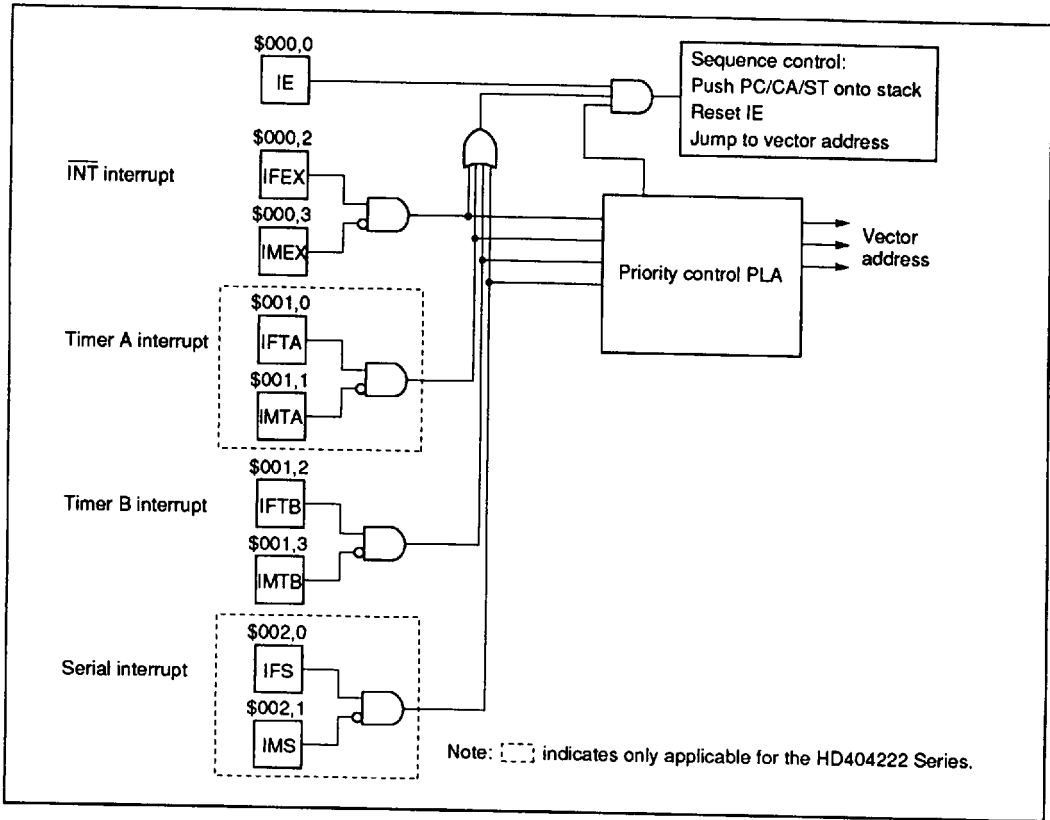 $000,0
IE
Sequence control:
Push PC/CA/ST onto stack
Reset IE
Jump to vector address
$000,2
INT interrupt
IFEX
$000,3
IMEX
Priority control PLA
Vector
address
$001,0
Timer A interrupt
IFTA
$001,1
IMTA
$001,2
Timer B interrupt
IFTB
$001,3
IMTB
$002,0
Serial interrupt
IFS
$002,1
IMS
Note: indicates only applicable for the HD404222 Series.